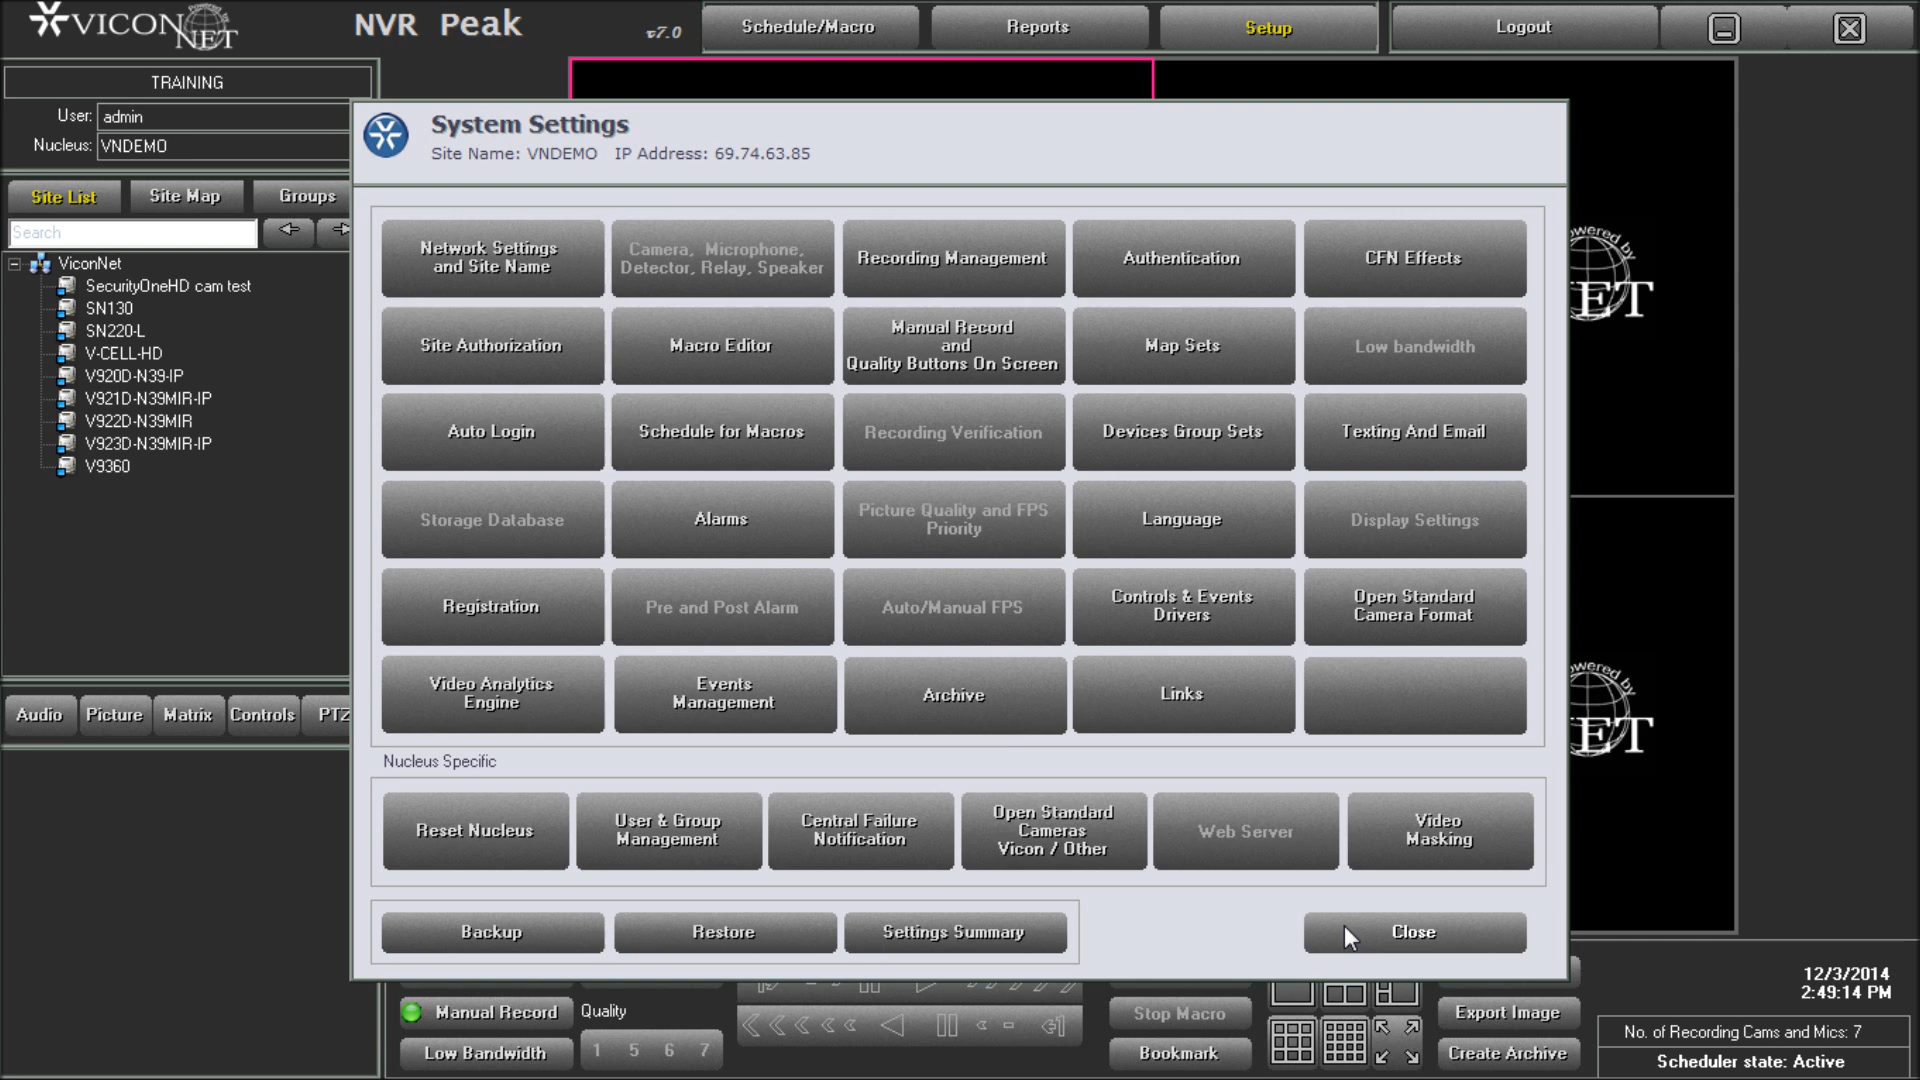 VICON NET
NVR Peak
v7.0
Schedule/Macro
Reports
Setup
Logout
TRAINING
User: admin
Nucleus: VNDEMO
Site List
Site Map
Groups
Search
ViconNet
SecurityOneHD cam test
SN130
SN220-L
V-CELL-HD
V920D-N39-IP
V921D-N39MIR-IP
V922D-N39MIR
V923D-N39MIR-IP
V9360
Audio
Picture
Matrix
Controls
PTZ
System Settings
Site Name: VNDEMO IP Address: 69.74.63.85
Network Settings
and Site Name
Camera, Microphone,
Detector, Relay, Speaker
Recording Management
Authentication
CFN Effects
Site Authorization
Macro Editor
Manual Record
and
Quality Buttons On Screen
Map Sets
Low bandwidth
Auto Login
Schedule for Macros
Recording Verification
Devices Group Sets
Texting And Email
Storage Database
Alarms
Picture Quality and FPS
Priority
Language
Display Settings
Registration
Pre and Post Alarm
Auto/Manual FPS
Controls & Events
Drivers
Open Standard
Camera Format
Video Analytics
Engine
Events
Management
Archive
Links
Nucleus Specific
Reset Nucleus
User & Group
Management
Central Failure
Notification
Open Standard
Cameras
Vicon / Other
Web Server
Video
Masking
Backup
Restore
Settings Summary
Close
owered by
ET
owered by
ET
Manual Record
Quality
Low Bandwidth
1 5 6 7
Stop Macro
Bookmark
Export Image
Create Archive
12/3/2014
2:49:14 PM
No. of Recording Cams and Mics: 7
Scheduler state: Active